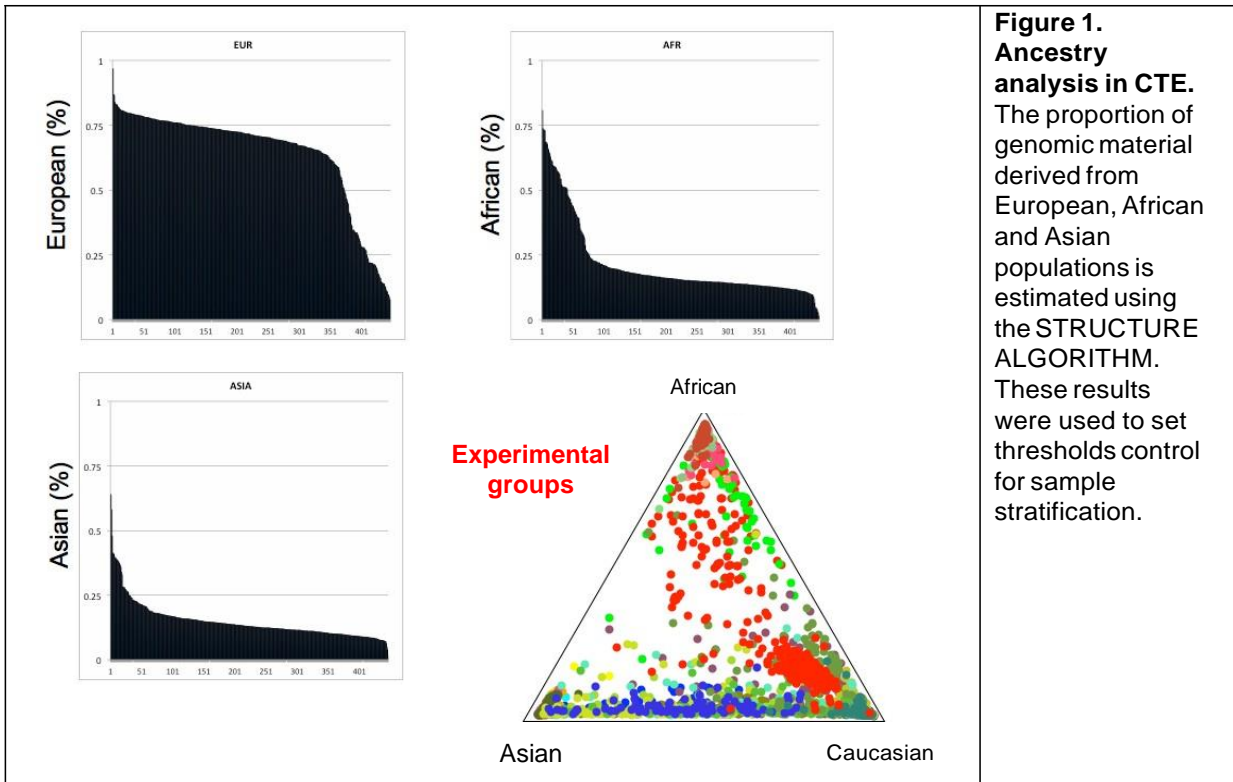 EUR
European (%)
1
0.75
0.5
0.25
0
1 51 101 151 201 251 301 351 401
AFR
African (%)
1
0.75
0.5
0.25
0
1 51 101 151 201 251 301 351 401
ASIA
Asian (%)
1
0.75
0.5
0.25
0
1 51 101 151 201 251 301 351 401
Experimental
groups
African
Asian
Caucasian
Figure 1.
Ancestry
analysis in CTE.
The proportion of
genomic material
derived from
European, African
and Asian
populations is
estimated using
the STRUCTURE
ALGORITHM.
These results
were used to set
thresholds control
for sample
stratification.